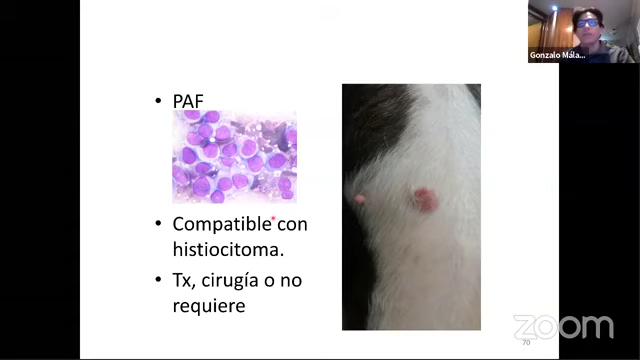 Gonzalo Mála...
• PAF
• Compatible con
histiocitoma.
• Tx, cirugía o no
requiere
zoom
70